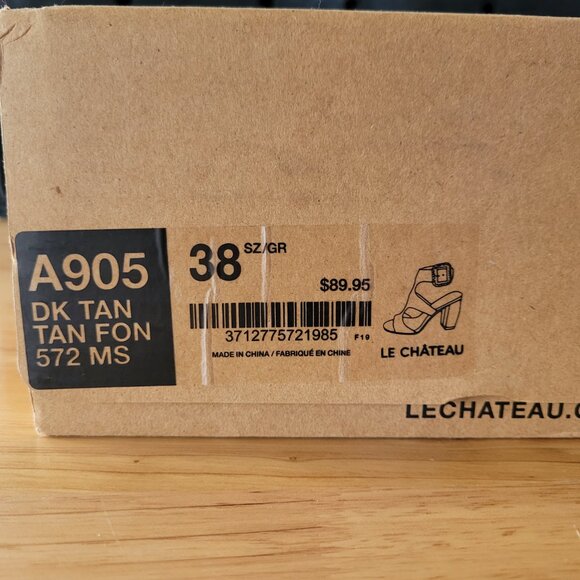 A905
DK TAN
TAN FON
572 MS
38 SZ/GR
$89.95
3712775721985 F19
MADE IN CHINA / FABRIQUÉ EN CHINE
LE CHÂTEAU
LECHATEAU.